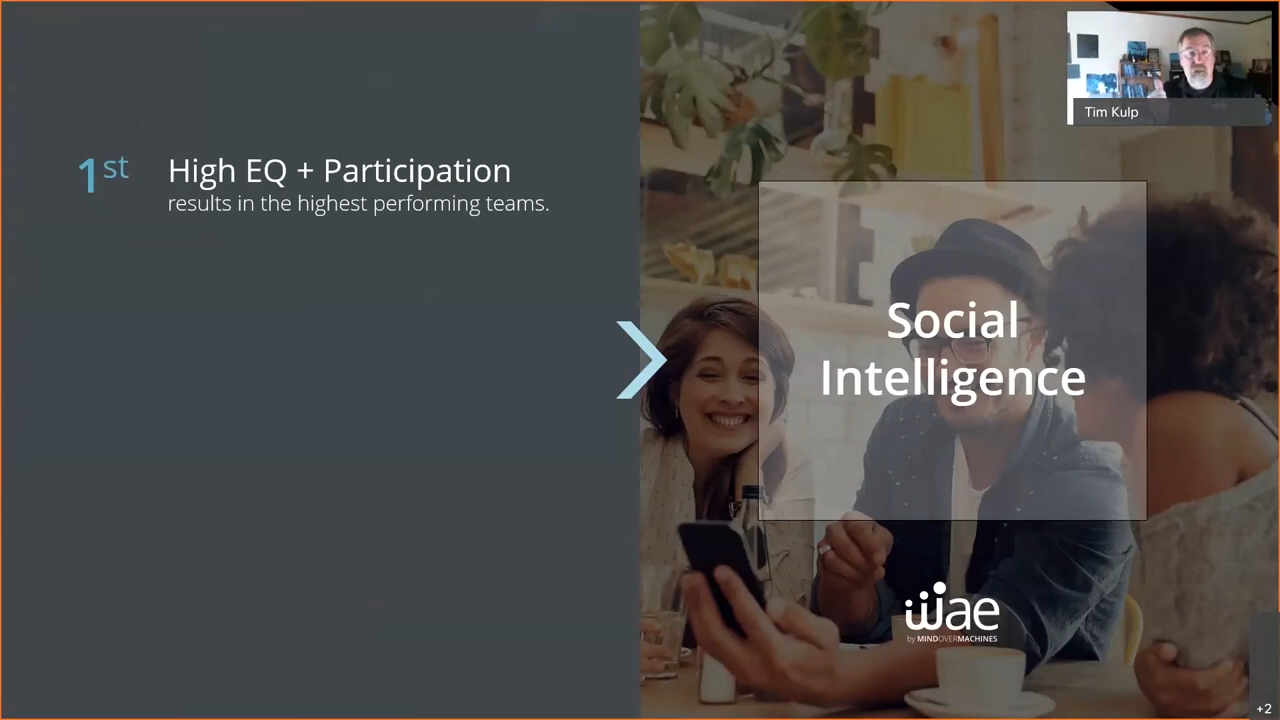 1st
High EQ + Participation
results in the highest performing teams.
Social
Intelligence
wae
by MINDOVERMACHINES
Tim Kulp
+2